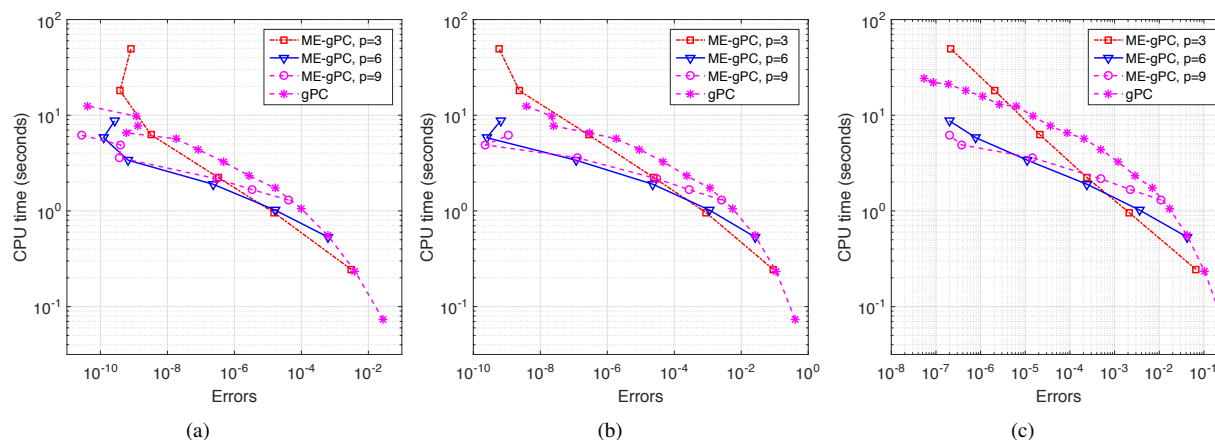 10^2
10^1
10^0
10^-1
CPU time (seconds)
ME-gPC, p=3
ME-gPC, p=6
ME-gPC, p=9
gPC
10^-10
10^-8
10^-6
10^-4
10^-2
Errors
(a)
10^2
10^1
10^0
10^-1
CPU time (seconds)
ME-gPC, p=3
ME-gPC, p=6
ME-gPC, p=9
gPC
10^-10
10^-8
10^-6
10^-4
10^-2
10^0
Errors
(b)
10^2
10^1
10^0
10^-1
CPU time (seconds)
ME-gPC, p=3
ME-gPC, p=6
ME-gPC, p=9
gPC
10^-8
10^-7
10^-6
10^-5
10^-4
10^-3
10^-2
10^-1
Errors
(c)